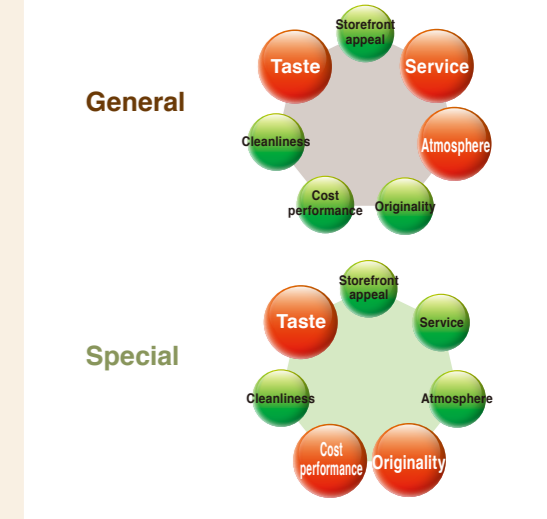 General
Storefront
appeal
Taste
Service
Cleanliness
Atmosphere
Cost
performance
Originality
Special
Storefront
appeal
Taste
Service
Cleanliness
Atmosphere
Cost
performance
Originality